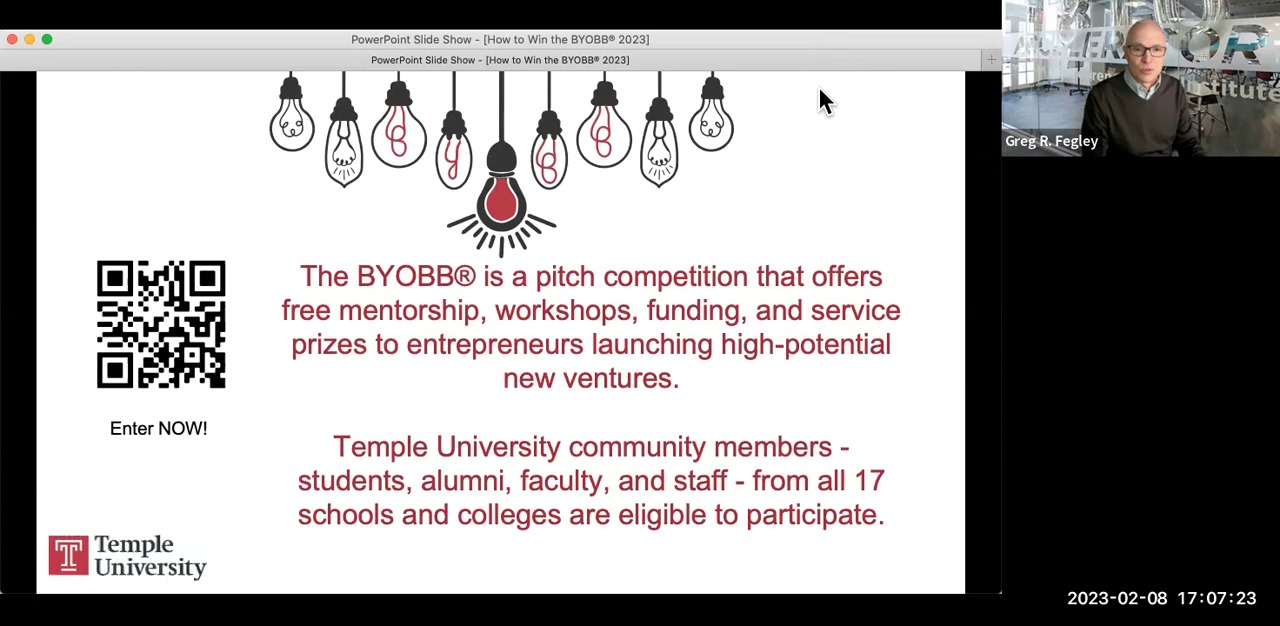 PowerPoint Slide Show - [How to Win the BYOBB® 2023]
PowerPoint Slide Show - [How to Win the BYOBB® 2023]
B y B B
The BYOBB® is a pitch competition that offers
free mentorship, workshops, funding, and service
prizes to entrepreneurs launching high-potential
new ventures.
Enter NOW!
Temple University community members -
students, alumni, faculty, and staff - from all 17
schools and colleges are eligible to participate.
T Temple
University
Greg R. Fegley
2023-02-08 17:07:23